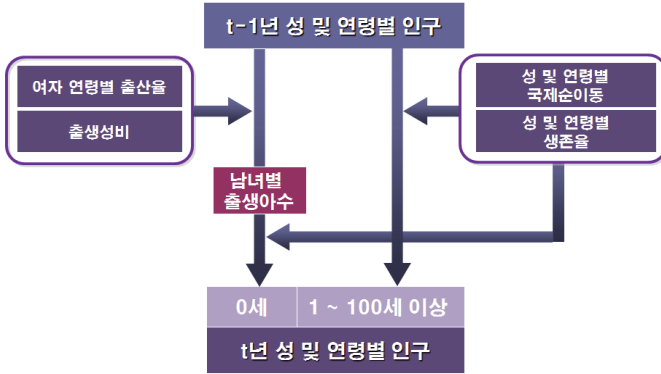 t-1년 성 및 연령별 인구
여자 연령별 출산율
출생성비
성 및 연령별
국제순이동
성 및 연령별
생존율
남녀별
출생아수
0세
1 ~ 100세 이상
t년 성 및 연령별 인구